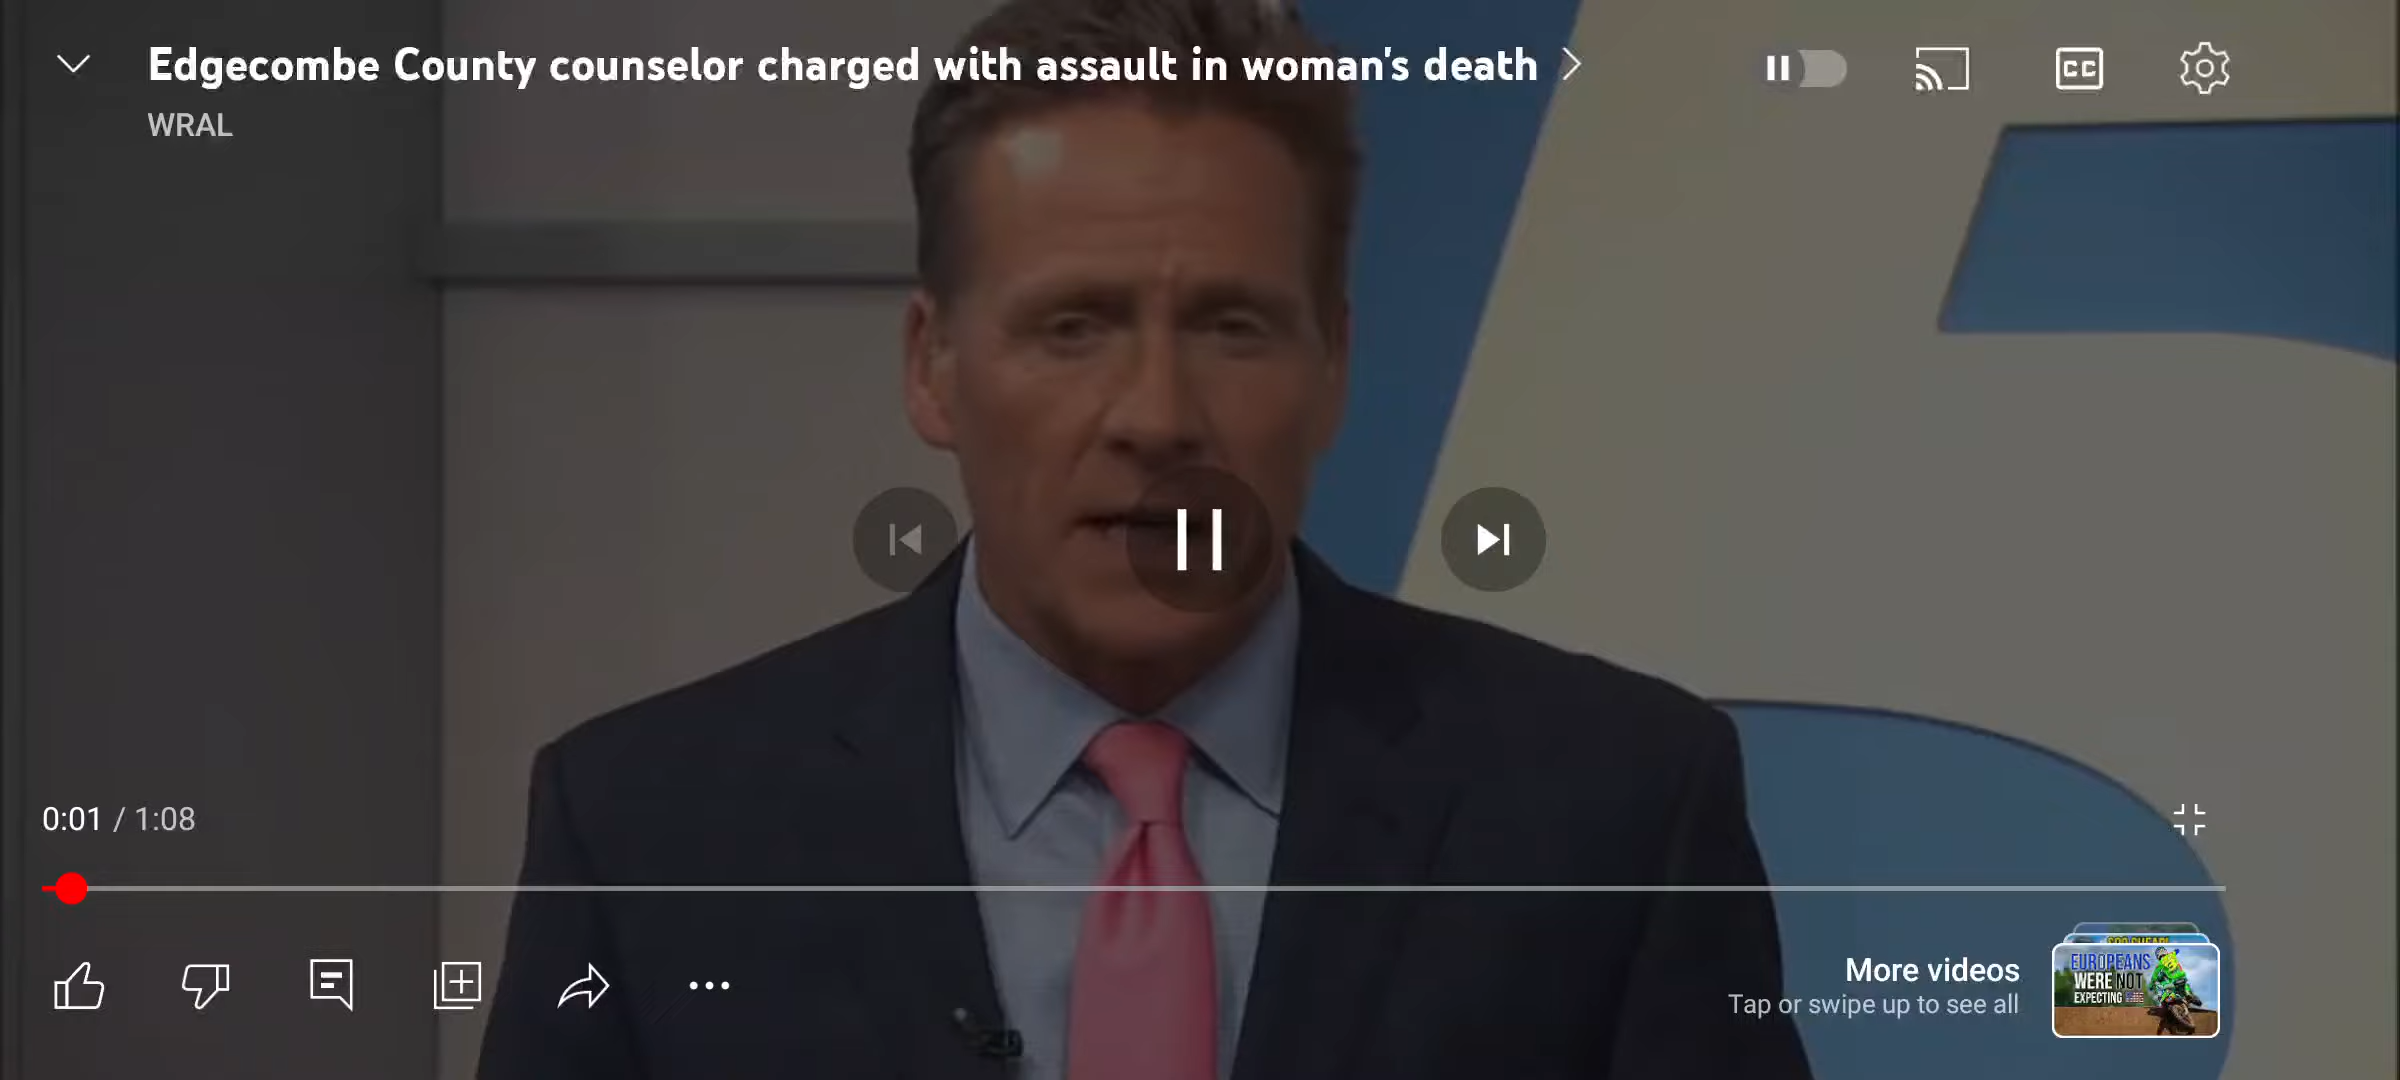 Edgecombe County counselor charged with assault in woman's death
WRAL
CC
0:01 / 1:08
More videos
Tap or swipe up to see all
EUROPEANS
WERE NOT
EXPECTING